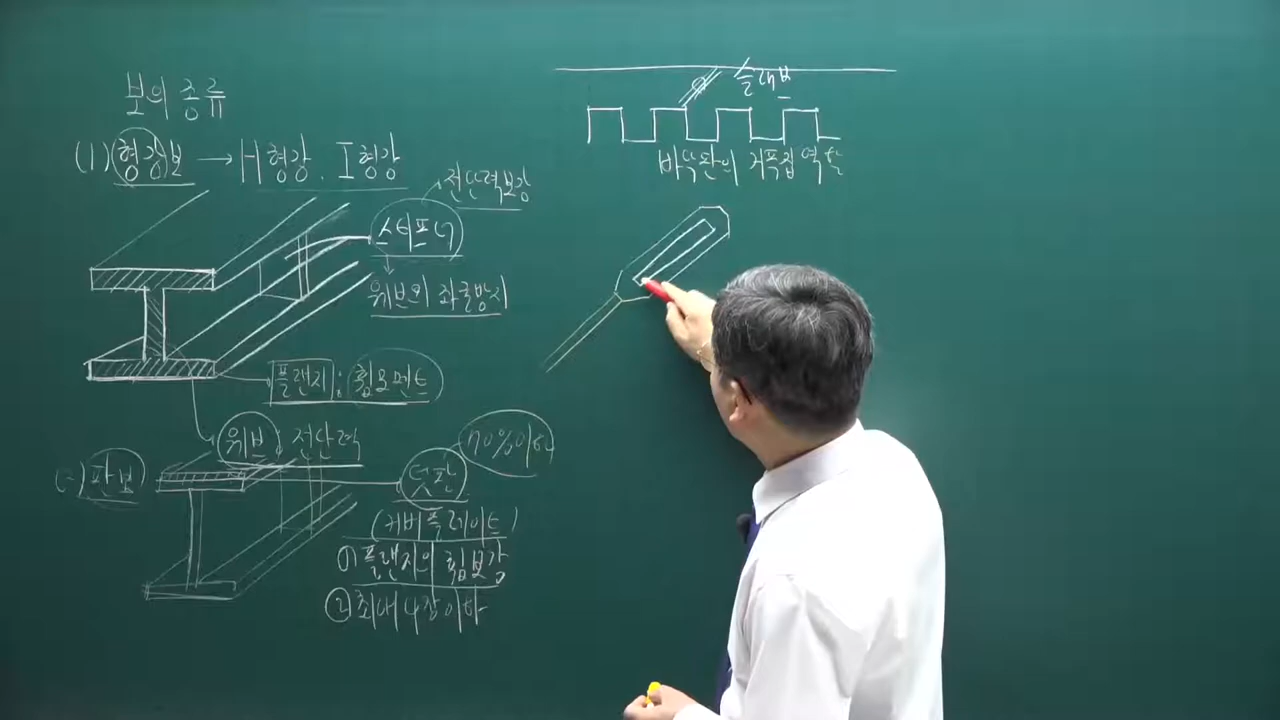 보의 종류
(1) 형강보 → H형강, I형강
전단력보강
스티프너
웨브의 좌굴방지
플랜지 : 휨모멘트
웨브 전단력
(2) 판보
덧판
70%이하
(커버플레이트)
① 플랜지의 휨보강
② 최대 4장이하
슬래브
바닥판의 거푸집 역할